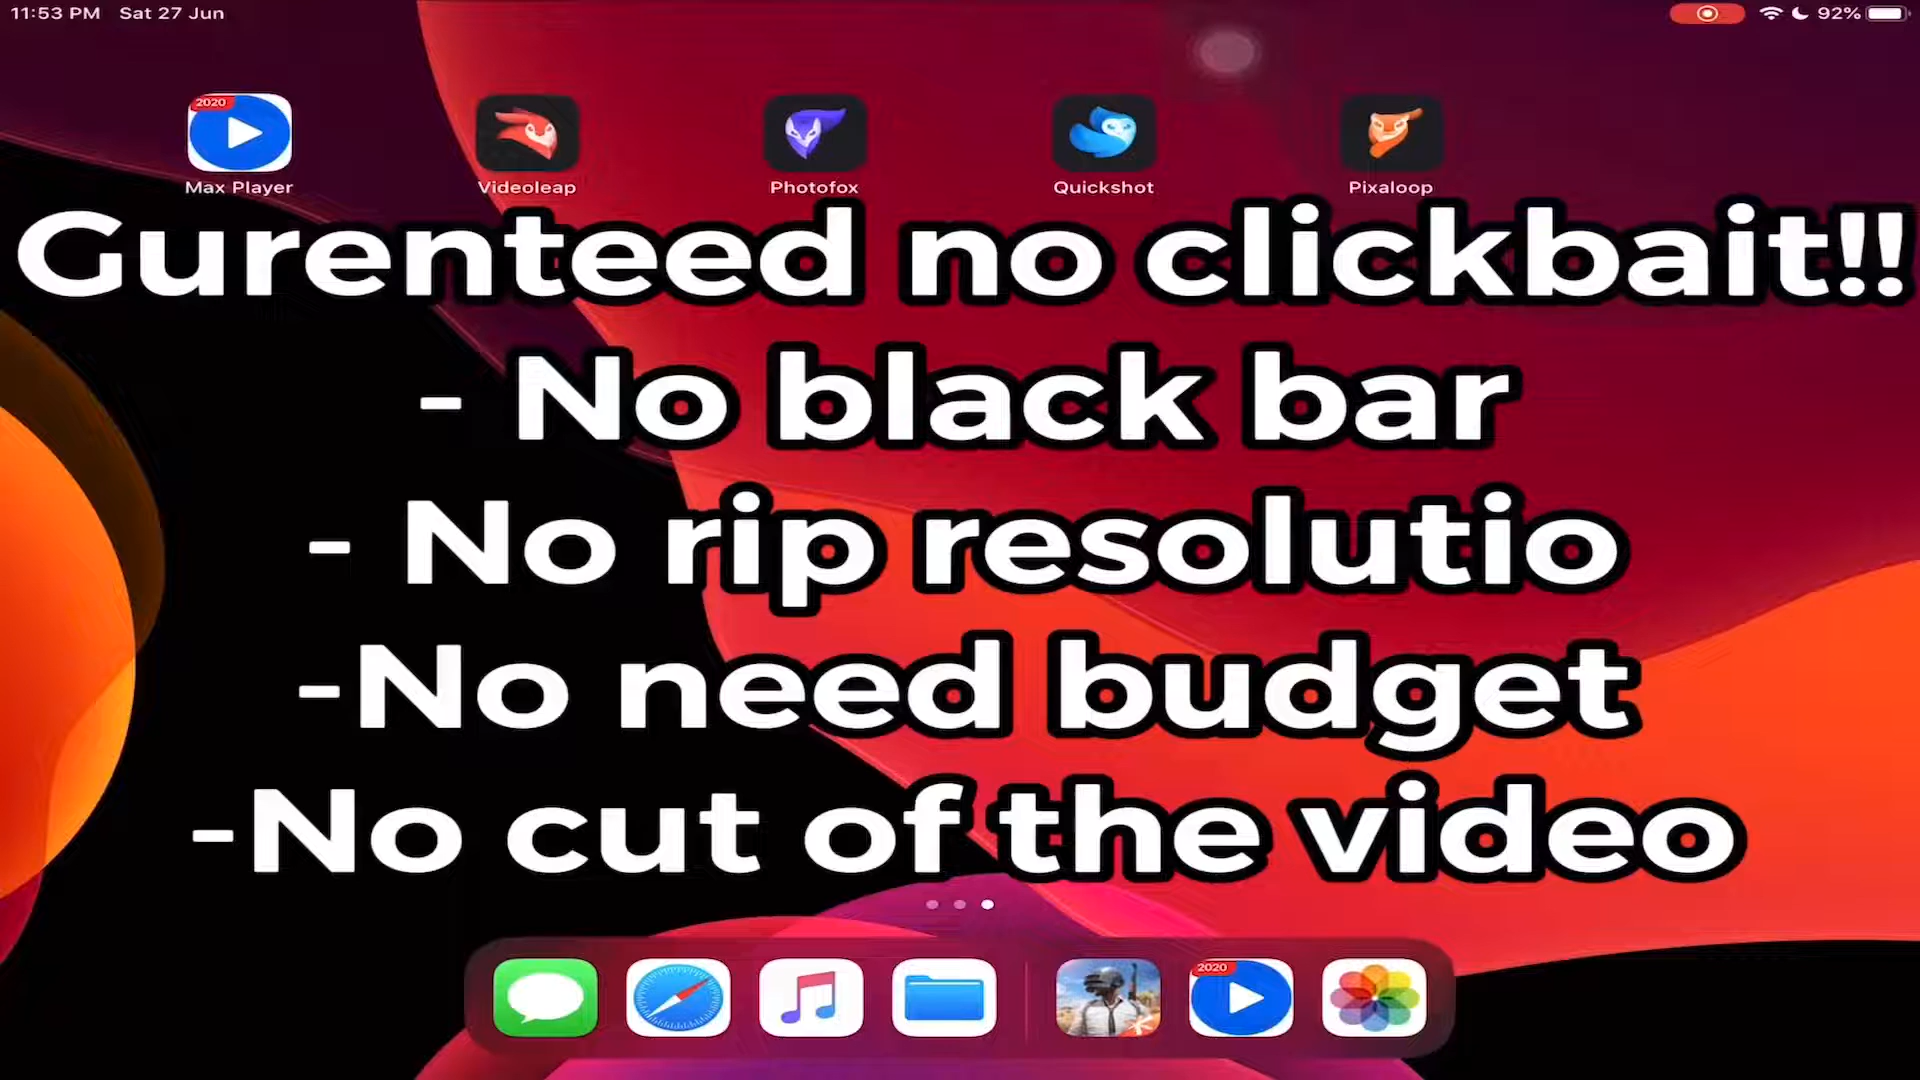 11:53 PM Sat 27 Jun
92%
2020
Max Player
Videoleap
Photofox
Quickshot
Pixaloop
Gurenteed no clickbait!!
- No black bar
- No rip resolutio
-No need budget
-No cut of the video
2020